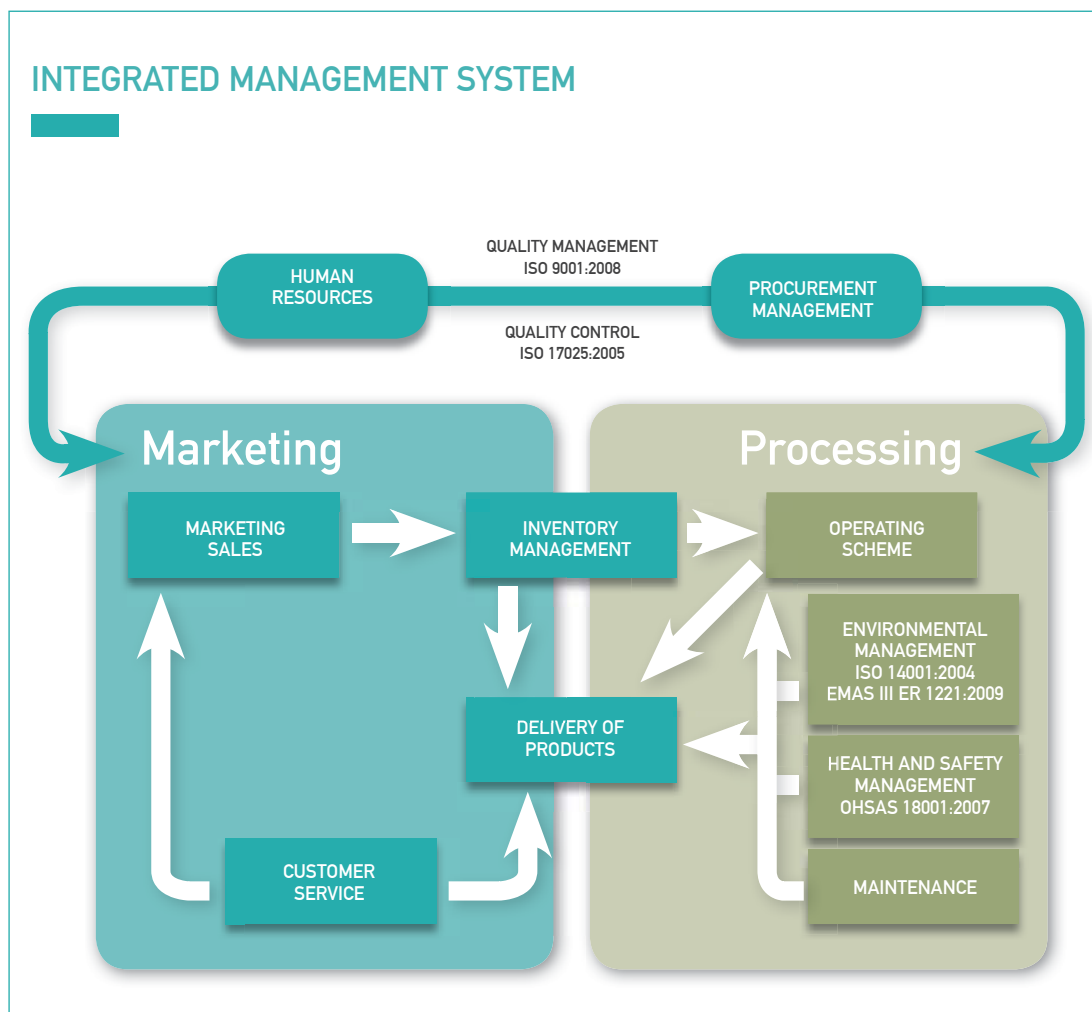 INTEGRATED MANAGEMENT SYSTEM
QUALITY MANAGEMENT
ISO 9001:2008
HUMAN
RESOURCES
PROCUREMENT
MANAGEMENT
QUALITY CONTROL
ISO 17025:2005
Marketing
Processing
MARKETING
SALES
INVENTORY
MANAGEMENT
OPERATING
SCHEME
ENVIRONMENTAL
MANAGEMENT
ISO 14001:2004
EMAS III ER 1221:2009
DELIVERY OF
PRODUCTS
HEALTH AND SAFETY
MANAGEMENT
OHSAS 18001:2007
CUSTOMER
SERVICE
MAINTENANCE